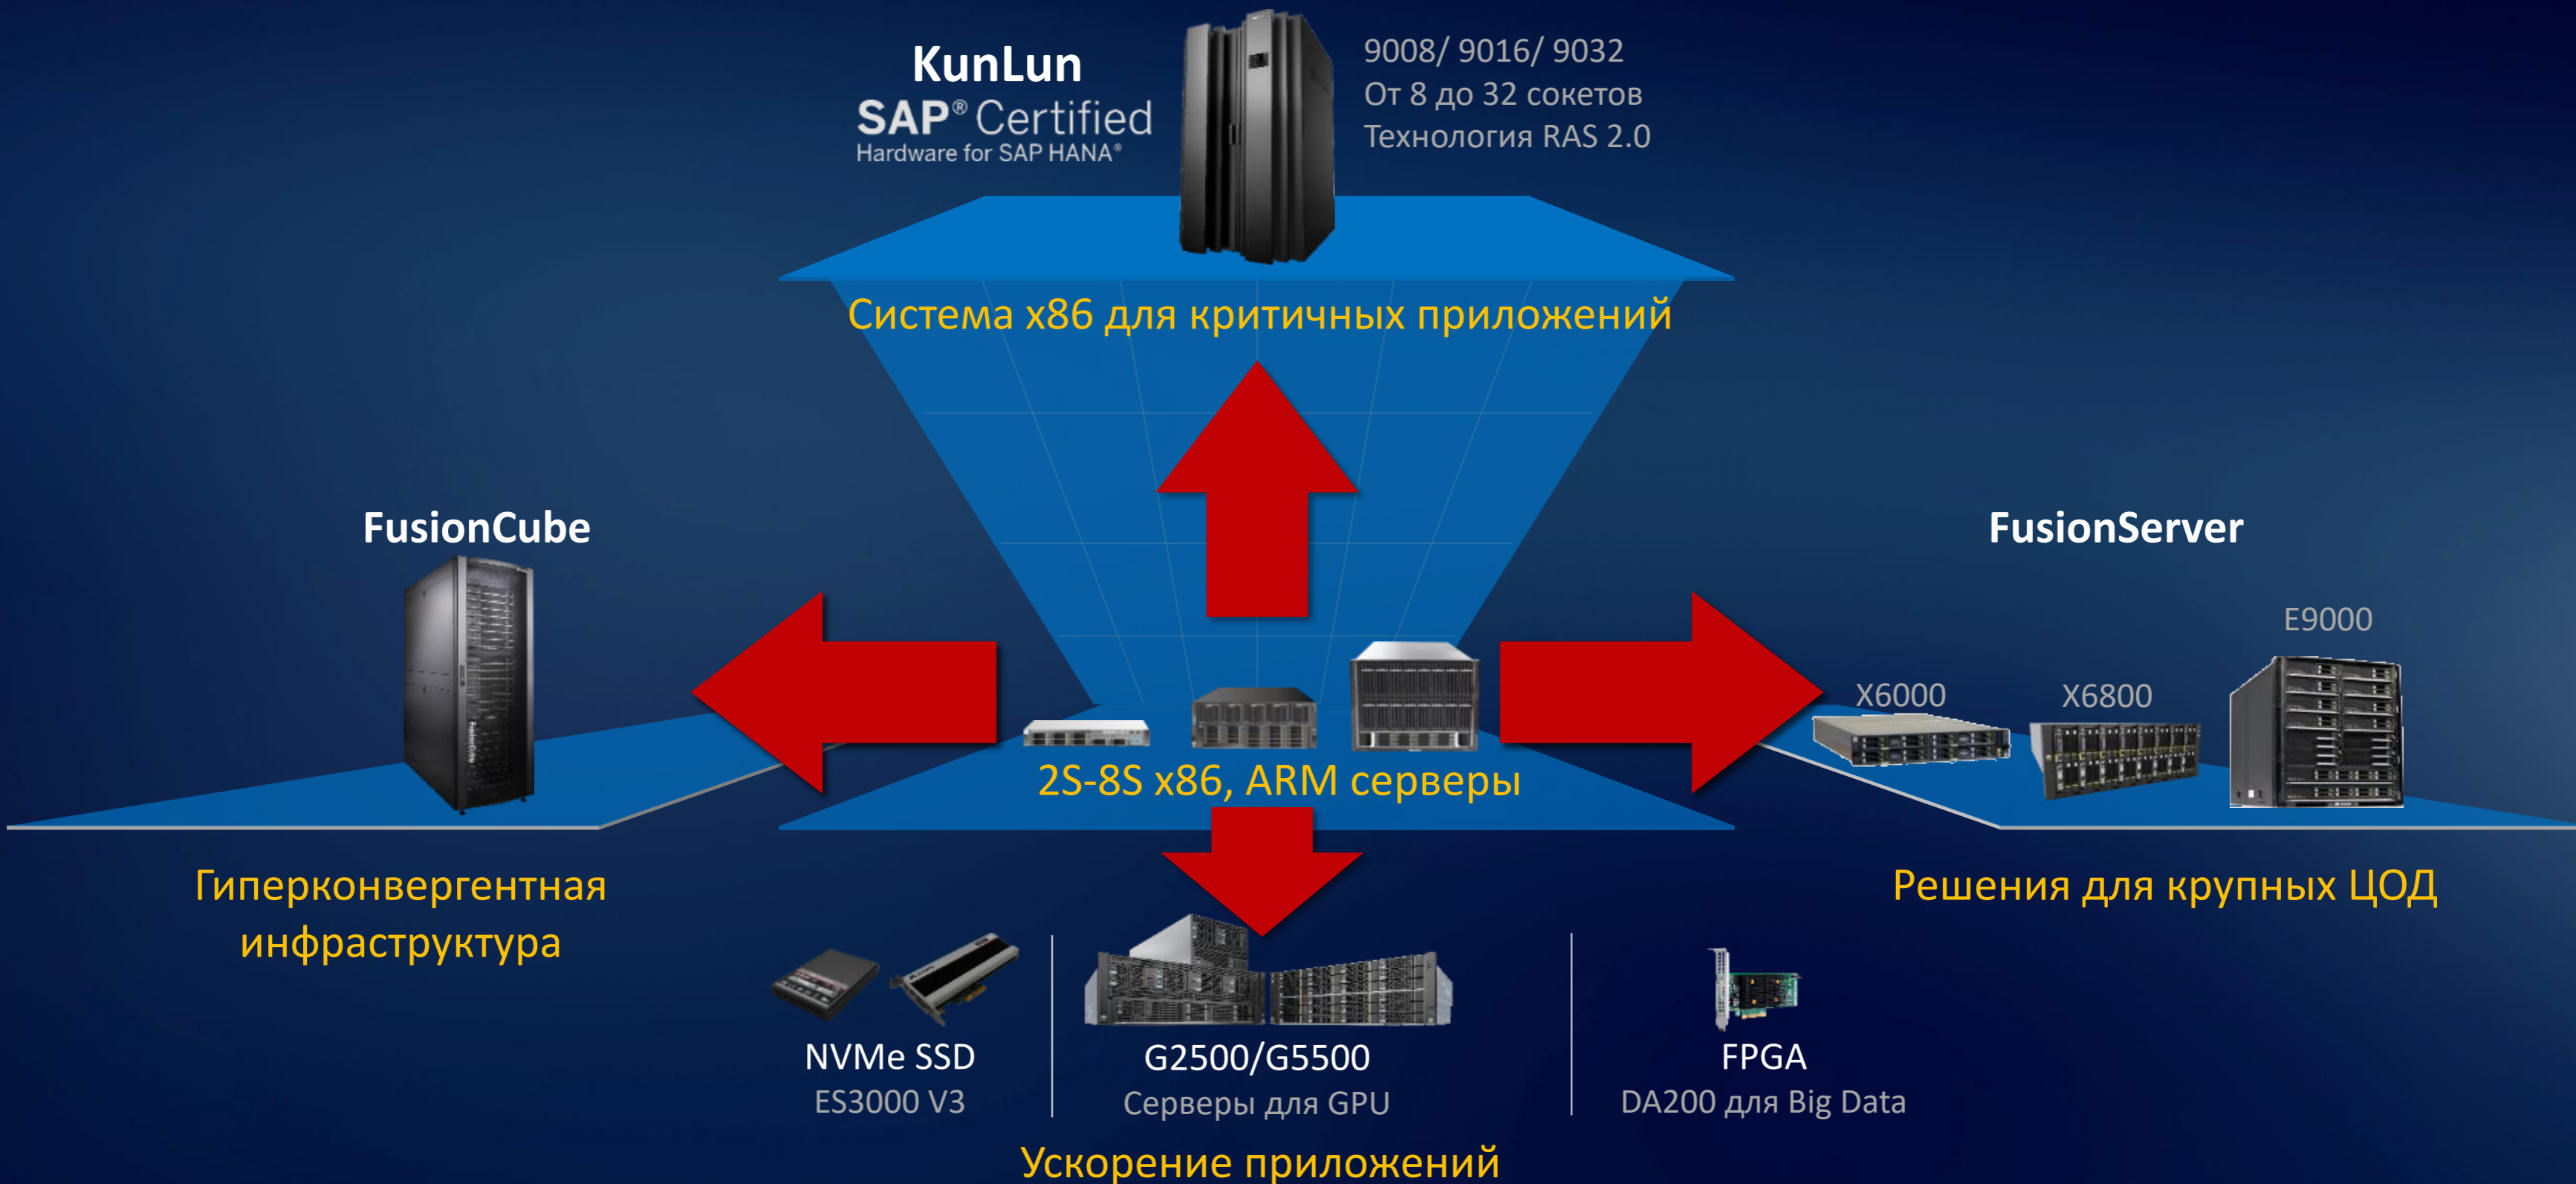 KunLun
SAP® Certified
Hardware for SAP HANA®
9008/ 9016/ 9032
От 8 до 32 сокетов
Технология RAS 2.0
Система x86 для критичных приложений
FusionCube
FusionServer
E9000
X6000
X6800
2S-8S x86, ARM серверы
Гиперконвергентная
инфраструктура
Решения для крупных ЦОД
NVMe SSD
ES3000 V3
G2500/G5500
Серверы для GPU
FPGA
DA200 для Big Data
Ускорение приложений